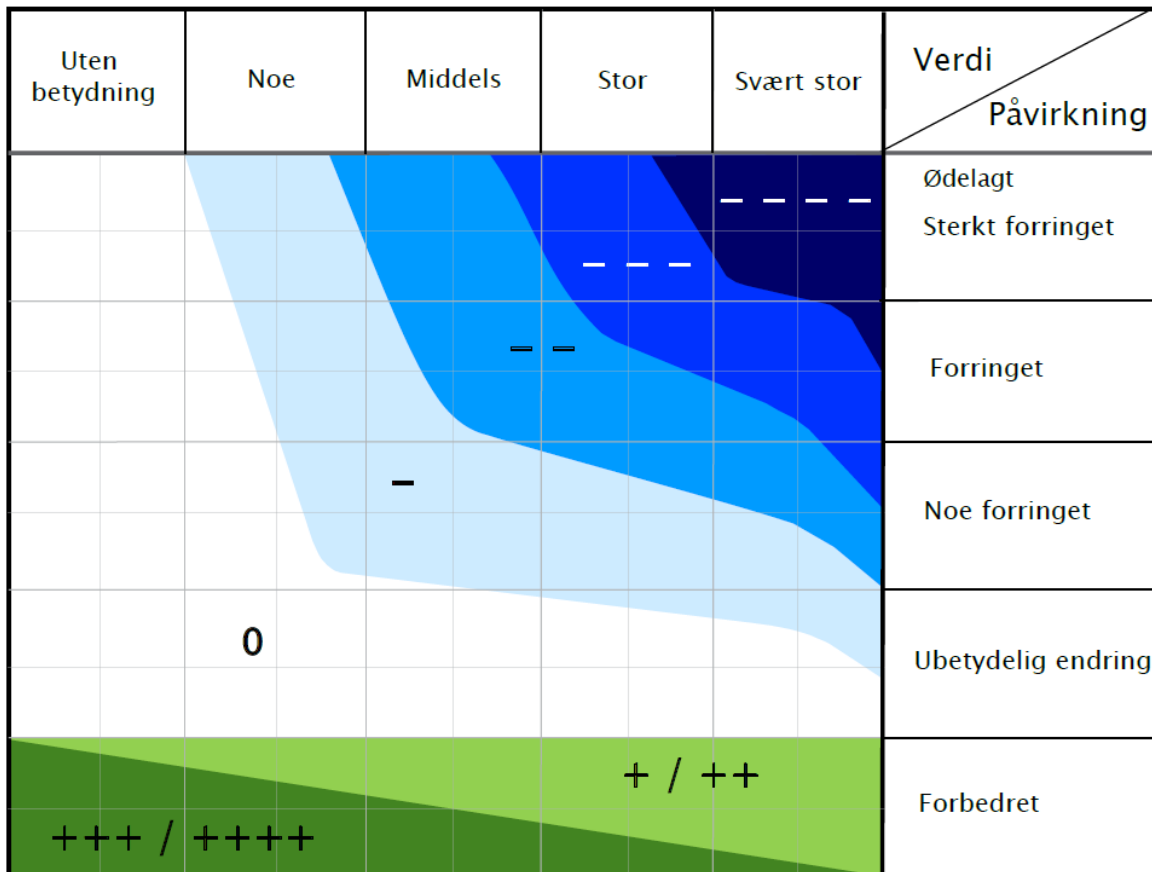 Uten
betydning
Noe
Middels
Stor
Svært stor
Verdi
Påvirkning
Ødelagt
– – – –
Sterkt forringet
– – –
– –
Forringet
–
Noe forringet
0
Ubetydelig endring
+ / ++
Forbedret
+++ / ++++